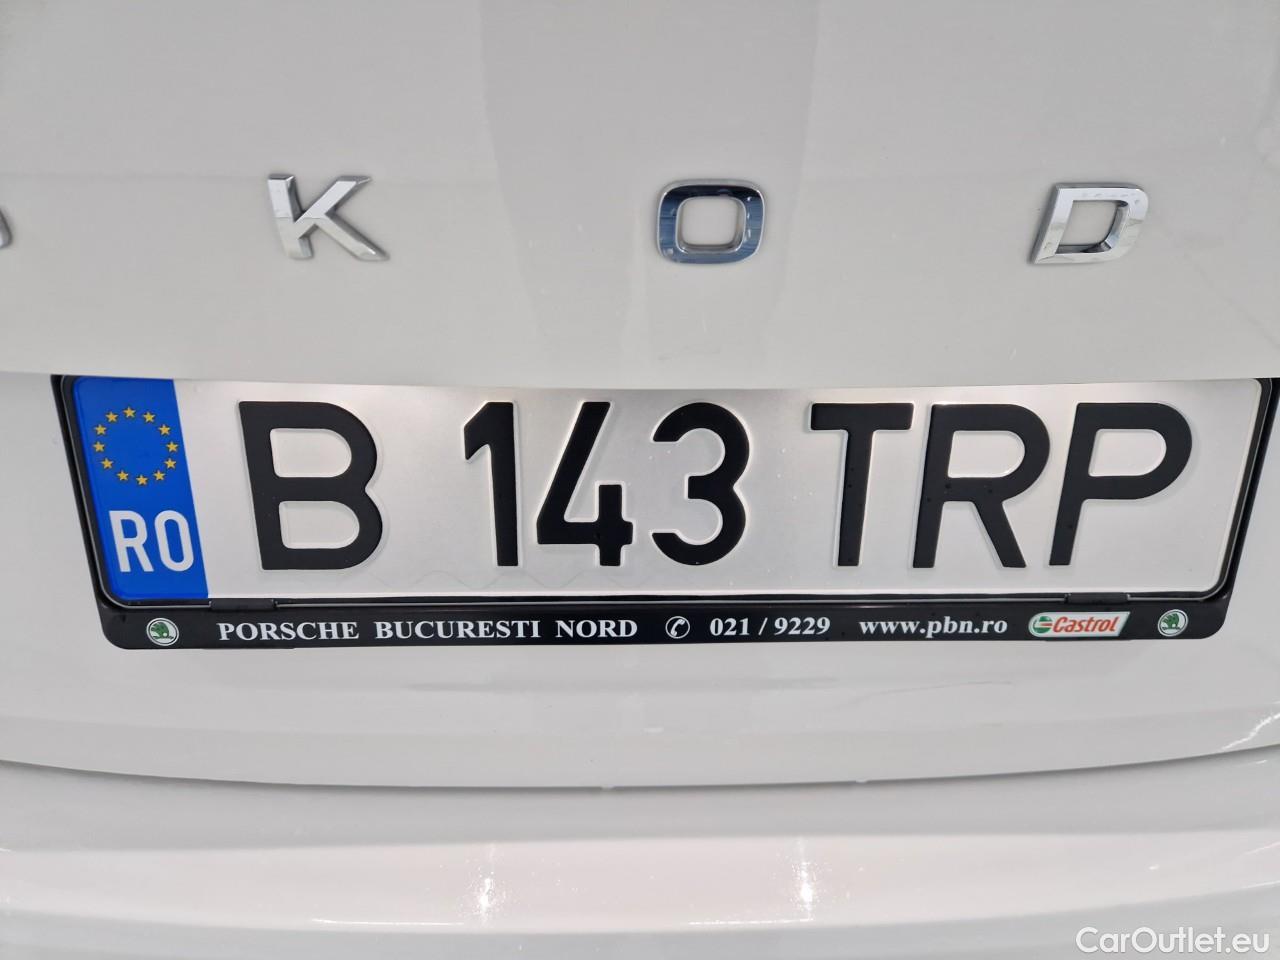 KOD
RO
B 143 TRP
PORSCHE BUCURESTI NORD ✆ 021 / 9229 www.pbn.ro Castrol
CarOutlet.eu